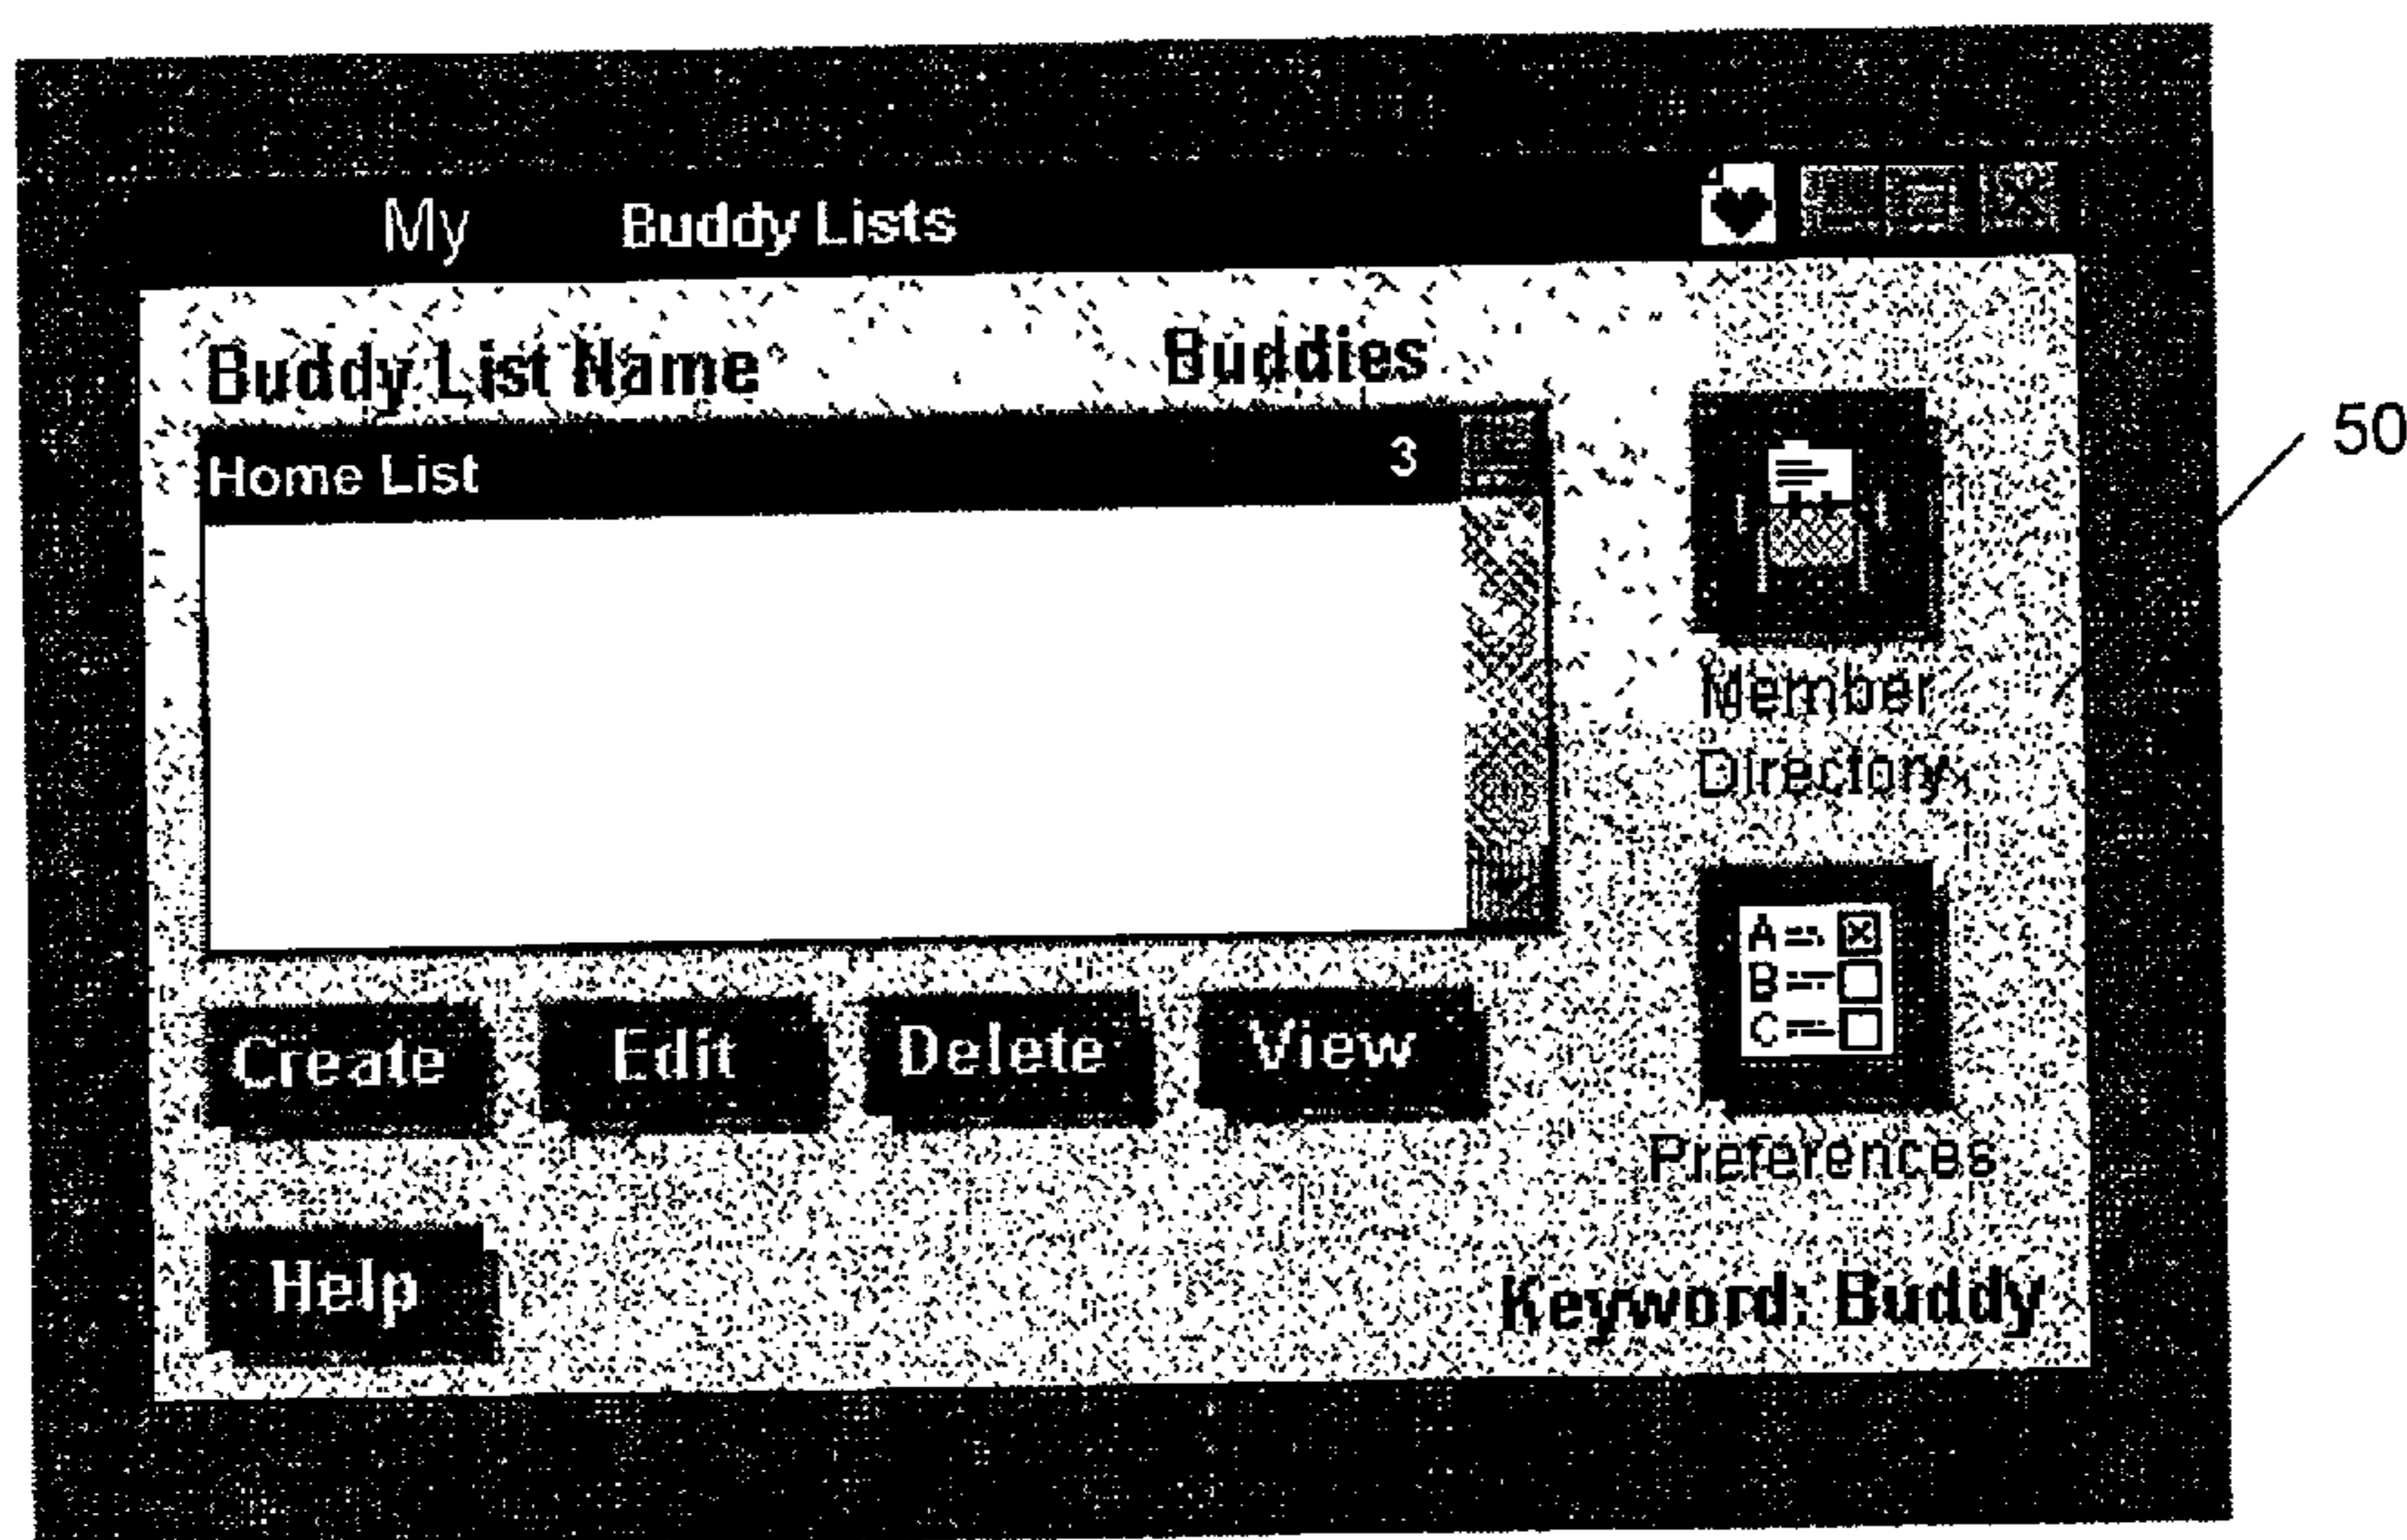 My Buddy Lists
Buddy List Name Buddies
Home List 3
50
Member
Directory
A
B
C
Create Edit Delete View
Preferences
Help
Keyword: Buddy